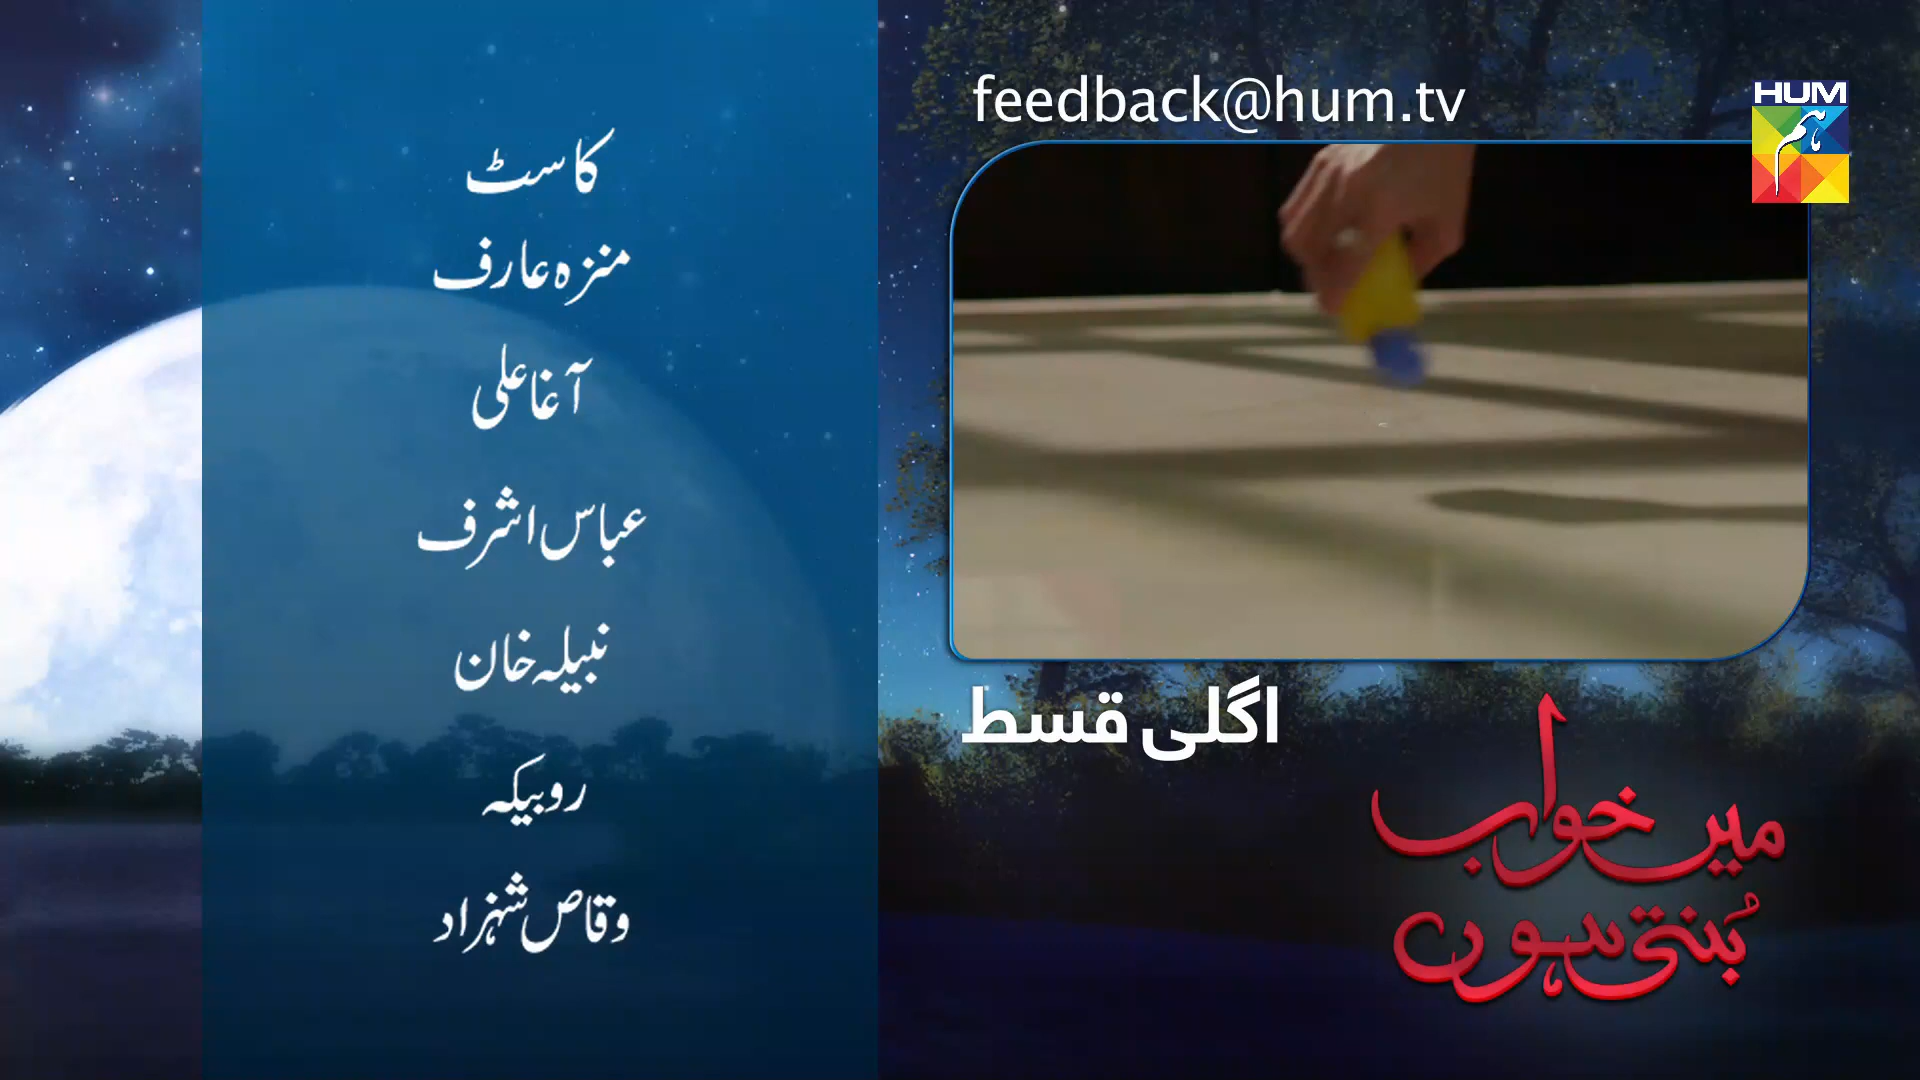 کاسٹ
منزہ عارف
آغا علی
عباس اشرف
نبیلہ خان
روبیکہ
وقاص شہزاد
feedback@hum.tv
HUM
ہم
اگلی قسط
میں خواب
بُنتی ہوں